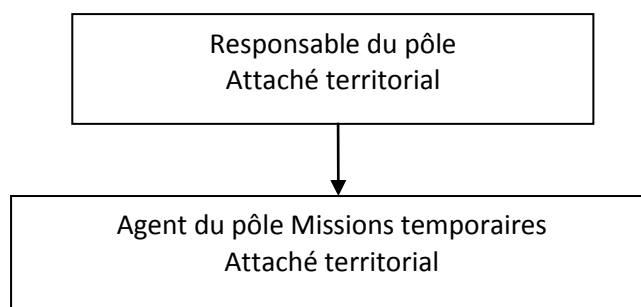 Responsable du pôle
Attaché territorial
Agent du pôle Missions temporaires
Attaché territorial